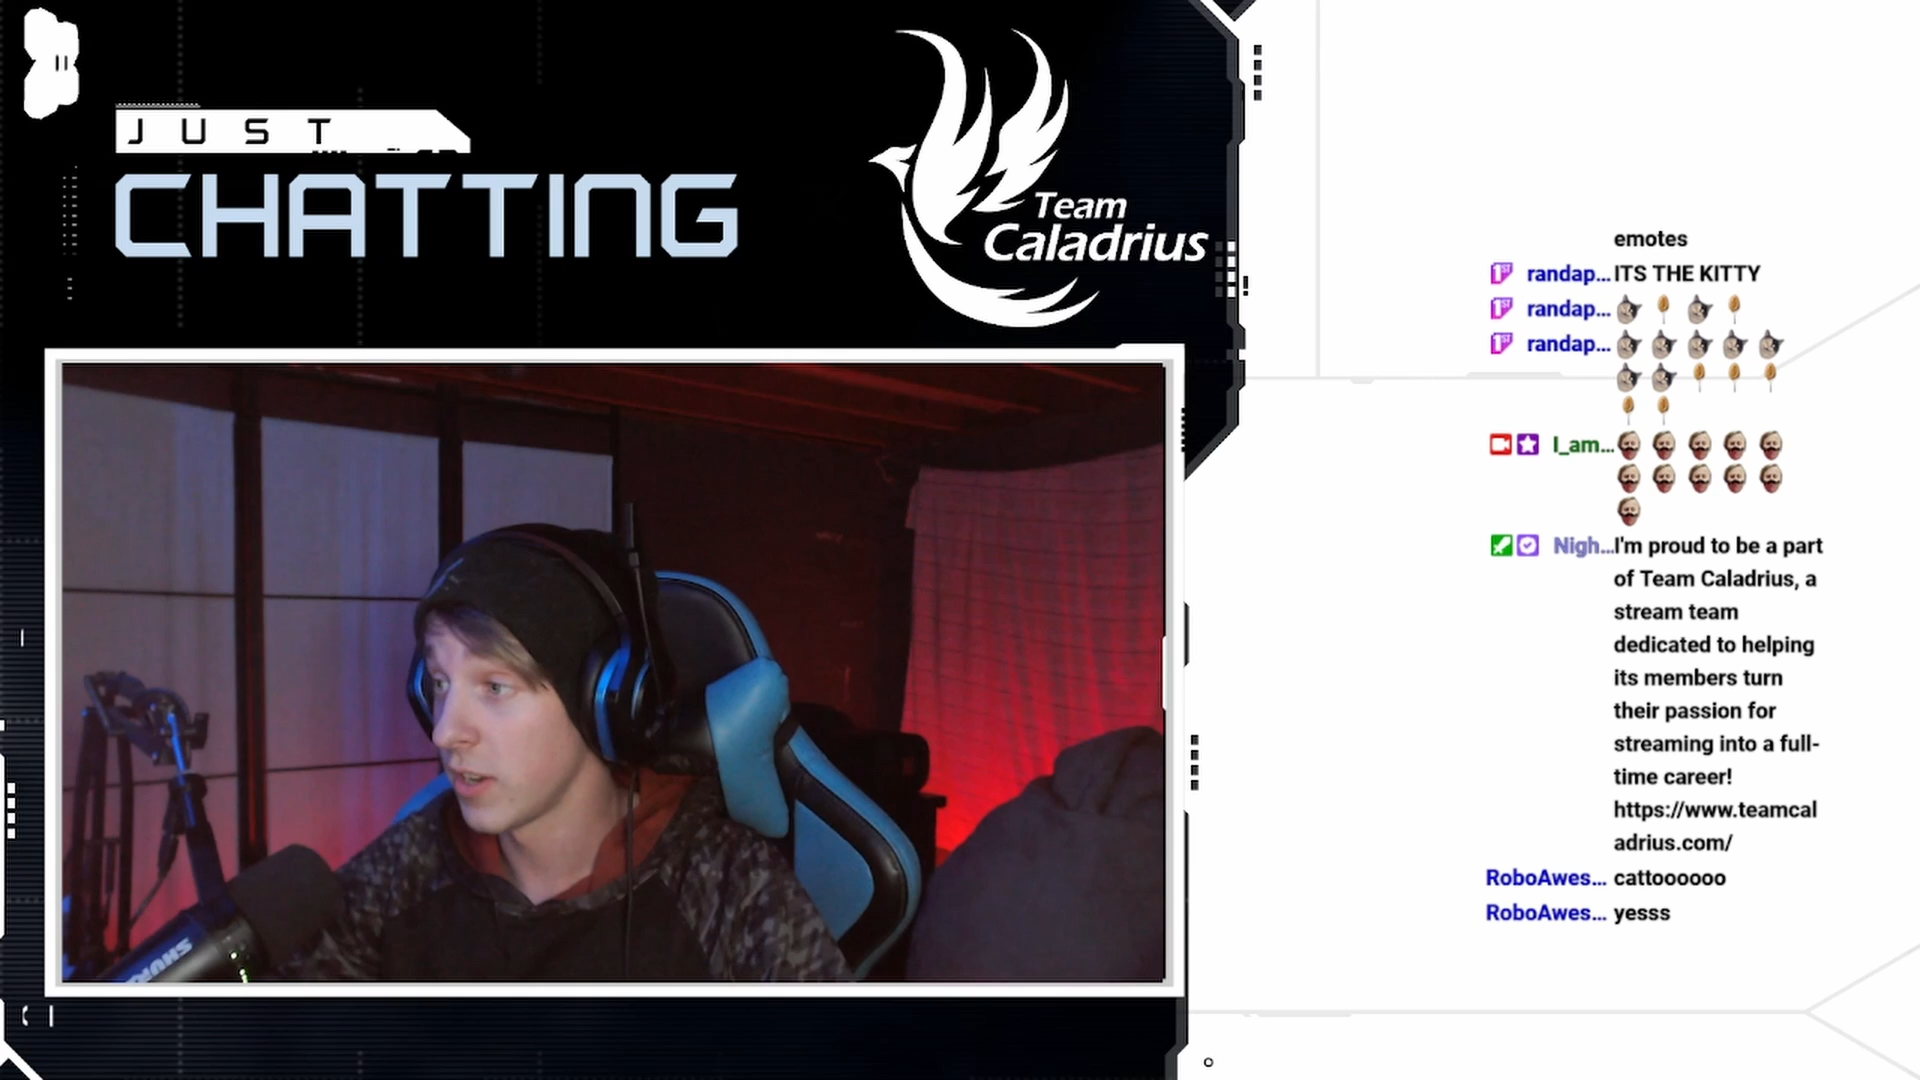 JUST
CHATTING
Team
Caladrius
emotes
randap... ITS THE KITTY
randap...
randap...
I_am...
Nigh... I'm proud to be a part
of Team Caladrius, a
stream team
dedicated to helping
its members turn
their passion for
streaming into a full-
time career!
https://www.teamcal
adrius.com/
RoboAwes... cattoooooo
RoboAwes... yesss
SHURE